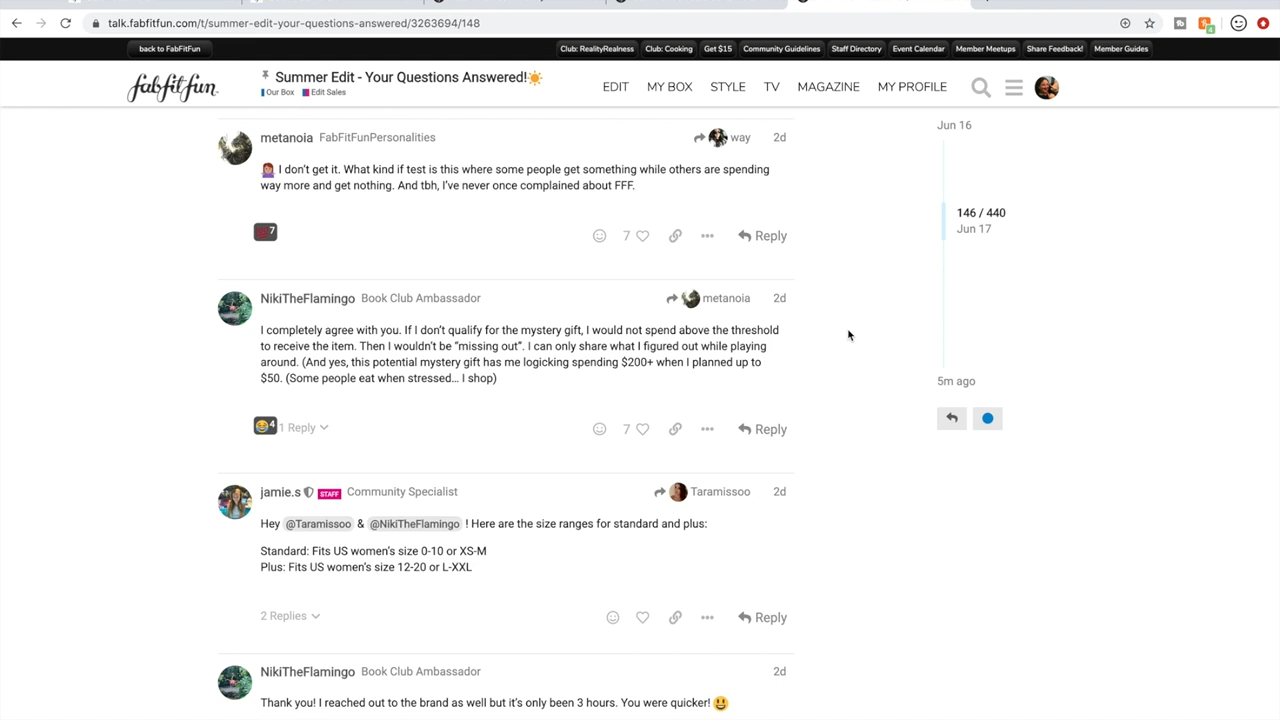 talk.fabfitfun.com/t/summer-edit-your-questions-answered/3263694/148
back to FabFitFun
Club: RealityRealness
Club: Cooking
Get $15
Community Guidelines
Staff Directory
Event Calendar
Member Meetups
Share Feedback!
Member Guides
fabfitfun.
Summer Edit - Your Questions Answered!☀️
Our Box
Edit Sales
EDIT
MY BOX
STYLE
TV
MAGAZINE
MY PROFILE
metanoia FabFitFunPersonalities
way
2d
I don't get it. What kind if test is this where some people get something while others are spending
way more and get nothing. And tbh, I've never once complained about FFF.
7
7
Reply
NikiTheFlamingo Book Club Ambassador
metanoia
2d
I completely agree with you. If I don't qualify for the mystery gift, I would not spend above the threshold
to receive the item. Then I wouldn't be "missing out". I can only share what I figured out while playing
around. (And yes, this potential mystery gift has me logicking spending $200+ when I planned up to
$50. (Some people eat when stressed... I shop)
4
1 Reply
7
Reply
jamie.s STAFF Community Specialist
Taramissoo
2d
Hey @Taramissoo & @NikiTheFlamingo ! Here are the size ranges for standard and plus:
Standard: Fits US women's size 0-10 or XS-M
Plus: Fits US women's size 12-20 or L-XXL
2 Replies
Reply
NikiTheFlamingo Book Club Ambassador
2d
Thank you! I reached out to the brand as well but it's only been 3 hours. You were quicker! 😃
Jun 16
146 / 440
Jun 17
5m ago